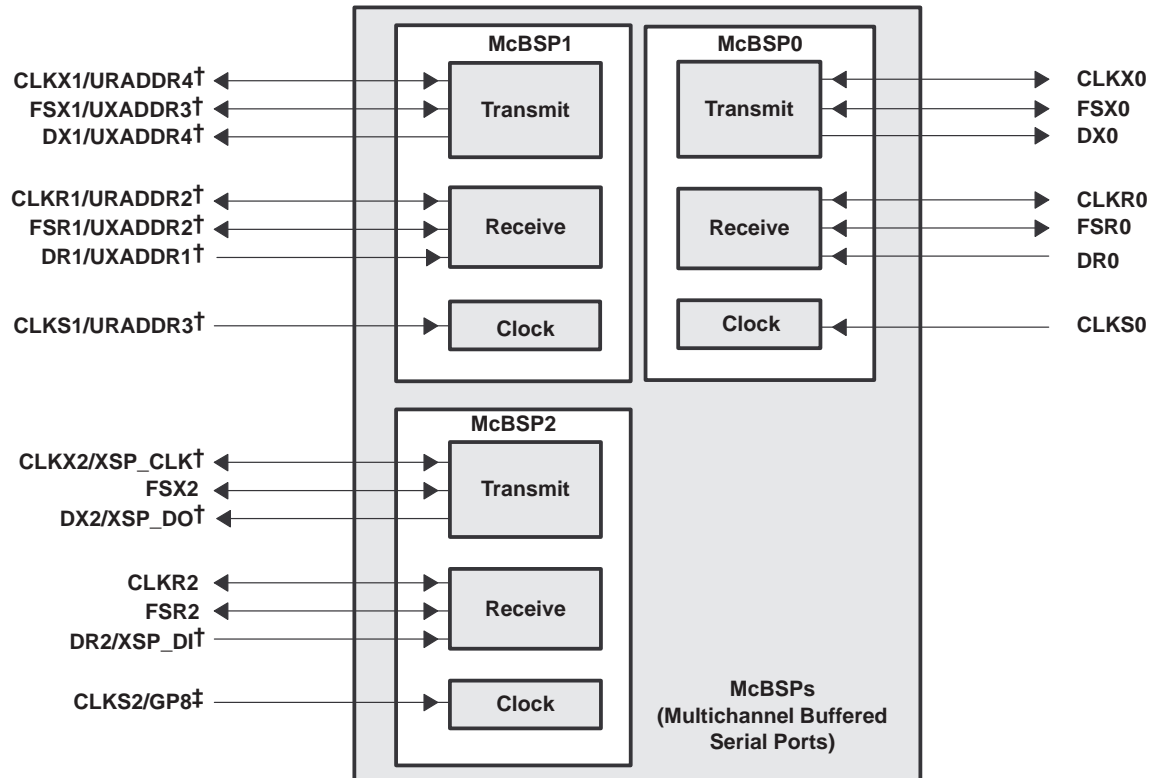 McBSP1
McBSP0
CLKX1/URADDR4†
FSX1/UXADDR3†
DX1/UXADDR4†
Transmit
Transmit
CLKX0
FSX0
DX0
CLKR1/URADDR2†
FSR1/UXADDR2†
DR1/UXADDR1†
Receive
Receive
CLKR0
FSR0
DR0
CLKS1/URADDR3†
Clock
Clock
CLKS0
McBSP2
CLKX2/XSP_CLK†
FSX2
DX2/XSP_DO†
Transmit
CLKR2
FSR2
DR2/XSP_DI†
Receive
CLKS2/GP8‡
Clock
McBSPs
(Multichannel Buffered
Serial Ports)